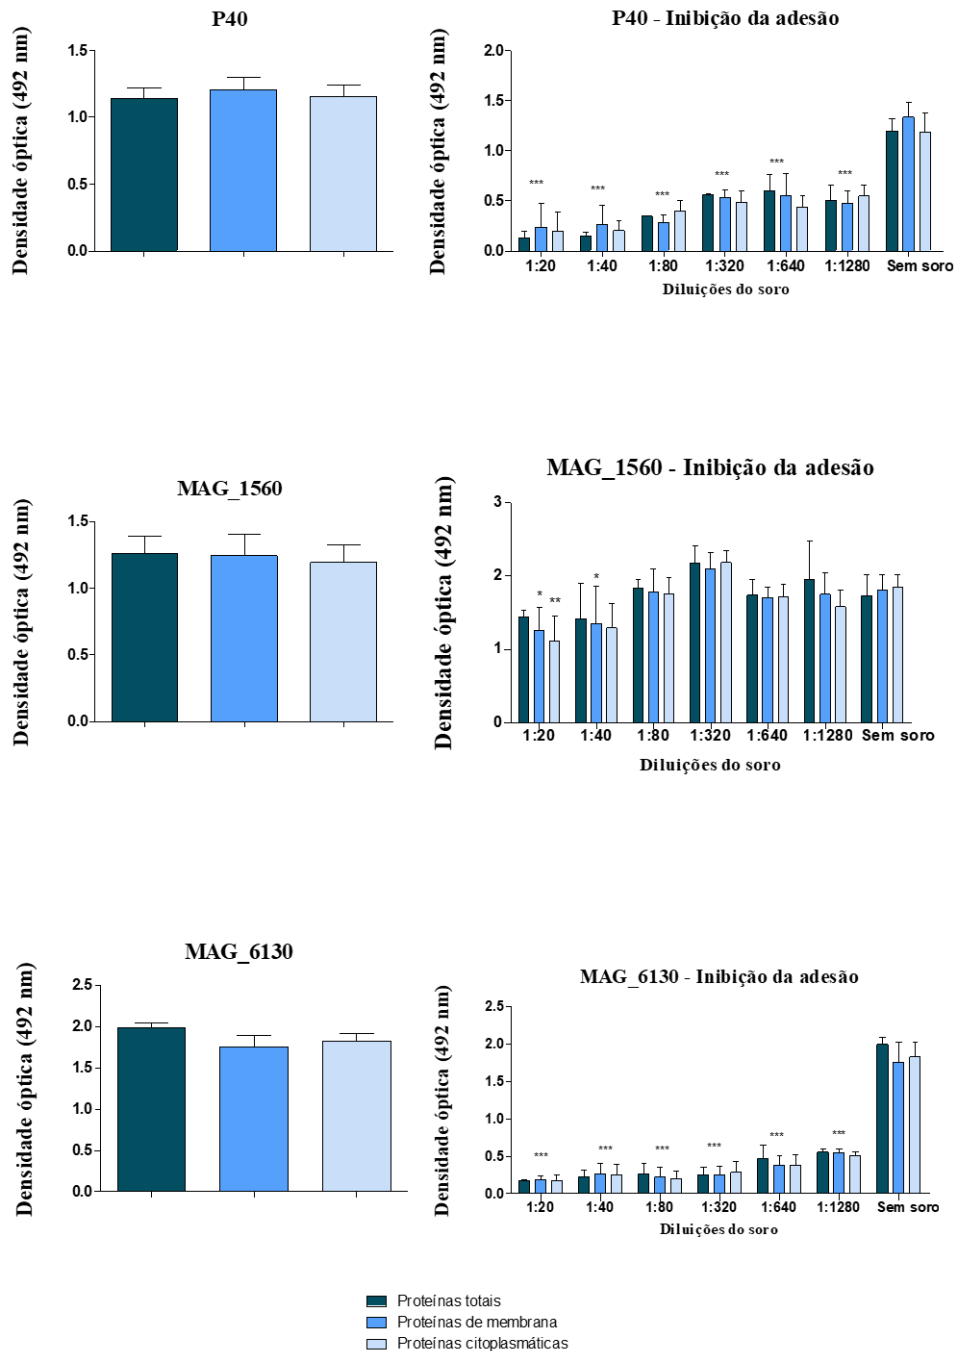 P40
Densidade óptica (492 nm)
1.5
1.0
0.5
0.0
P40 - Inibição da adesão
Densidade óptica (492 nm)
2.0
1.5
1.0
0.5
0.0
*** *** *** *** *** ***
1:20 1:40 1:80 1:320 1:640 1:1280 Sem soro
Diluições do soro
MAG_1560
Densidade óptica (492 nm)
1.5
1.0
0.5
0.0
MAG_1560 - Inibição da adesão
Densidade óptica (492 nm)
3
2
1
0
* ** *
1:20 1:40 1:80 1:320 1:640 1:1280 Sem soro
Diluições do soro
MAG_6130
Densidade óptica (492 nm)
2.5
2.0
1.5
1.0
0.5
0.0
MAG_6130 - Inibição da adesão
Densidade óptica (492 nm)
2.5
2.0
1.5
1.0
0.5
0.0
*** *** *** *** *** ***
1:20 1:40 1:80 1:320 1:640 1:1280 Sem soro
Diluições do soro
Proteínas totais
Proteínas de membrana
Proteínas citoplasmáticas